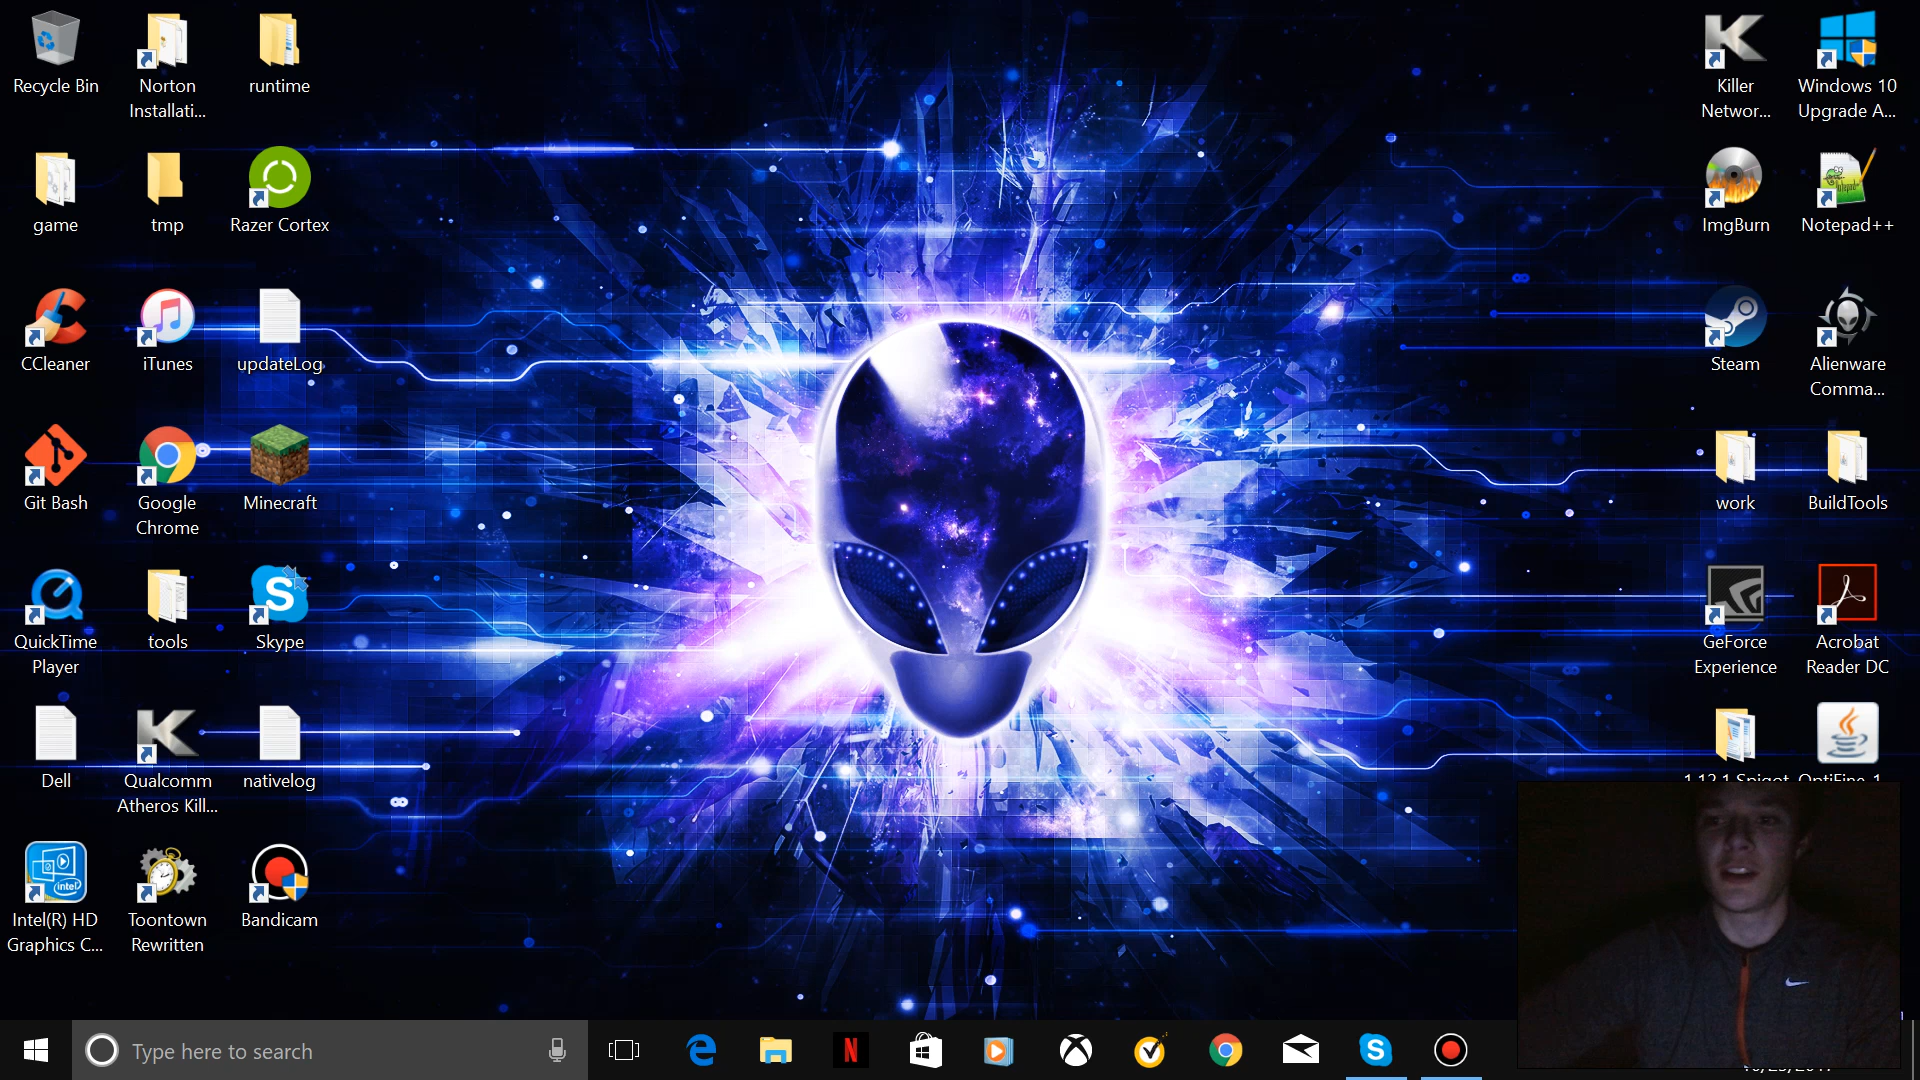 Recycle Bin
Norton
Installati...
runtime
Killer
Networ...
Windows 10
Upgrade A...
game
tmp
Razer Cortex
ImgBurn
Notepad++
CCleaner
iTunes
updateLog
Steam
Alienware
Comma...
Git Bash
Google
Chrome
Minecraft
work
BuildTools
QuickTime
Player
tools
Skype
GeForce
Experience
Acrobat
Reader DC
Dell
Qualcomm
Atheros Kill...
nativelog
1.12.1 Spigot
OptiFine_1...
Intel(R) HD
Graphics C...
Toontown
Rewritten
Bandicam
Type here to search